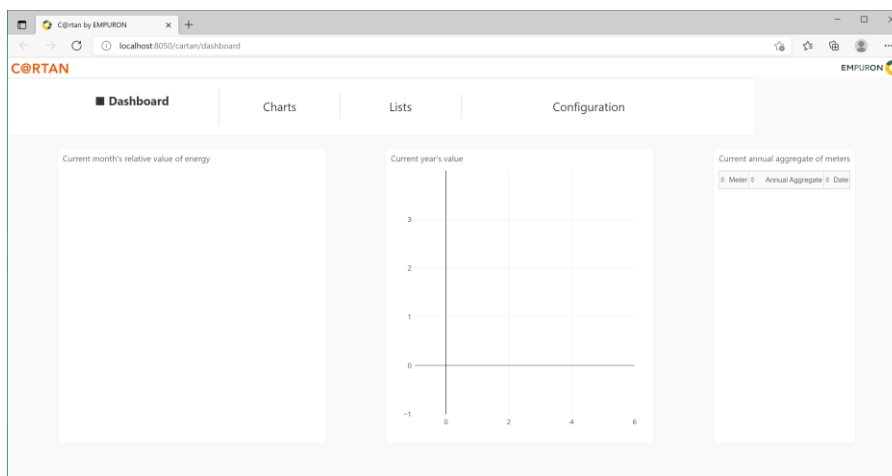 C@rtan by EMPURON
localhost:8050/cartan/dashboard
C@RTAN
EMPURON
Dashboard
Charts
Lists
Configuration
Current month's relative value of energy
Current year's value
3
2
1
0
−1
0
2
4
6
Current annual aggregate of meters
Meter Annual Aggregate Date